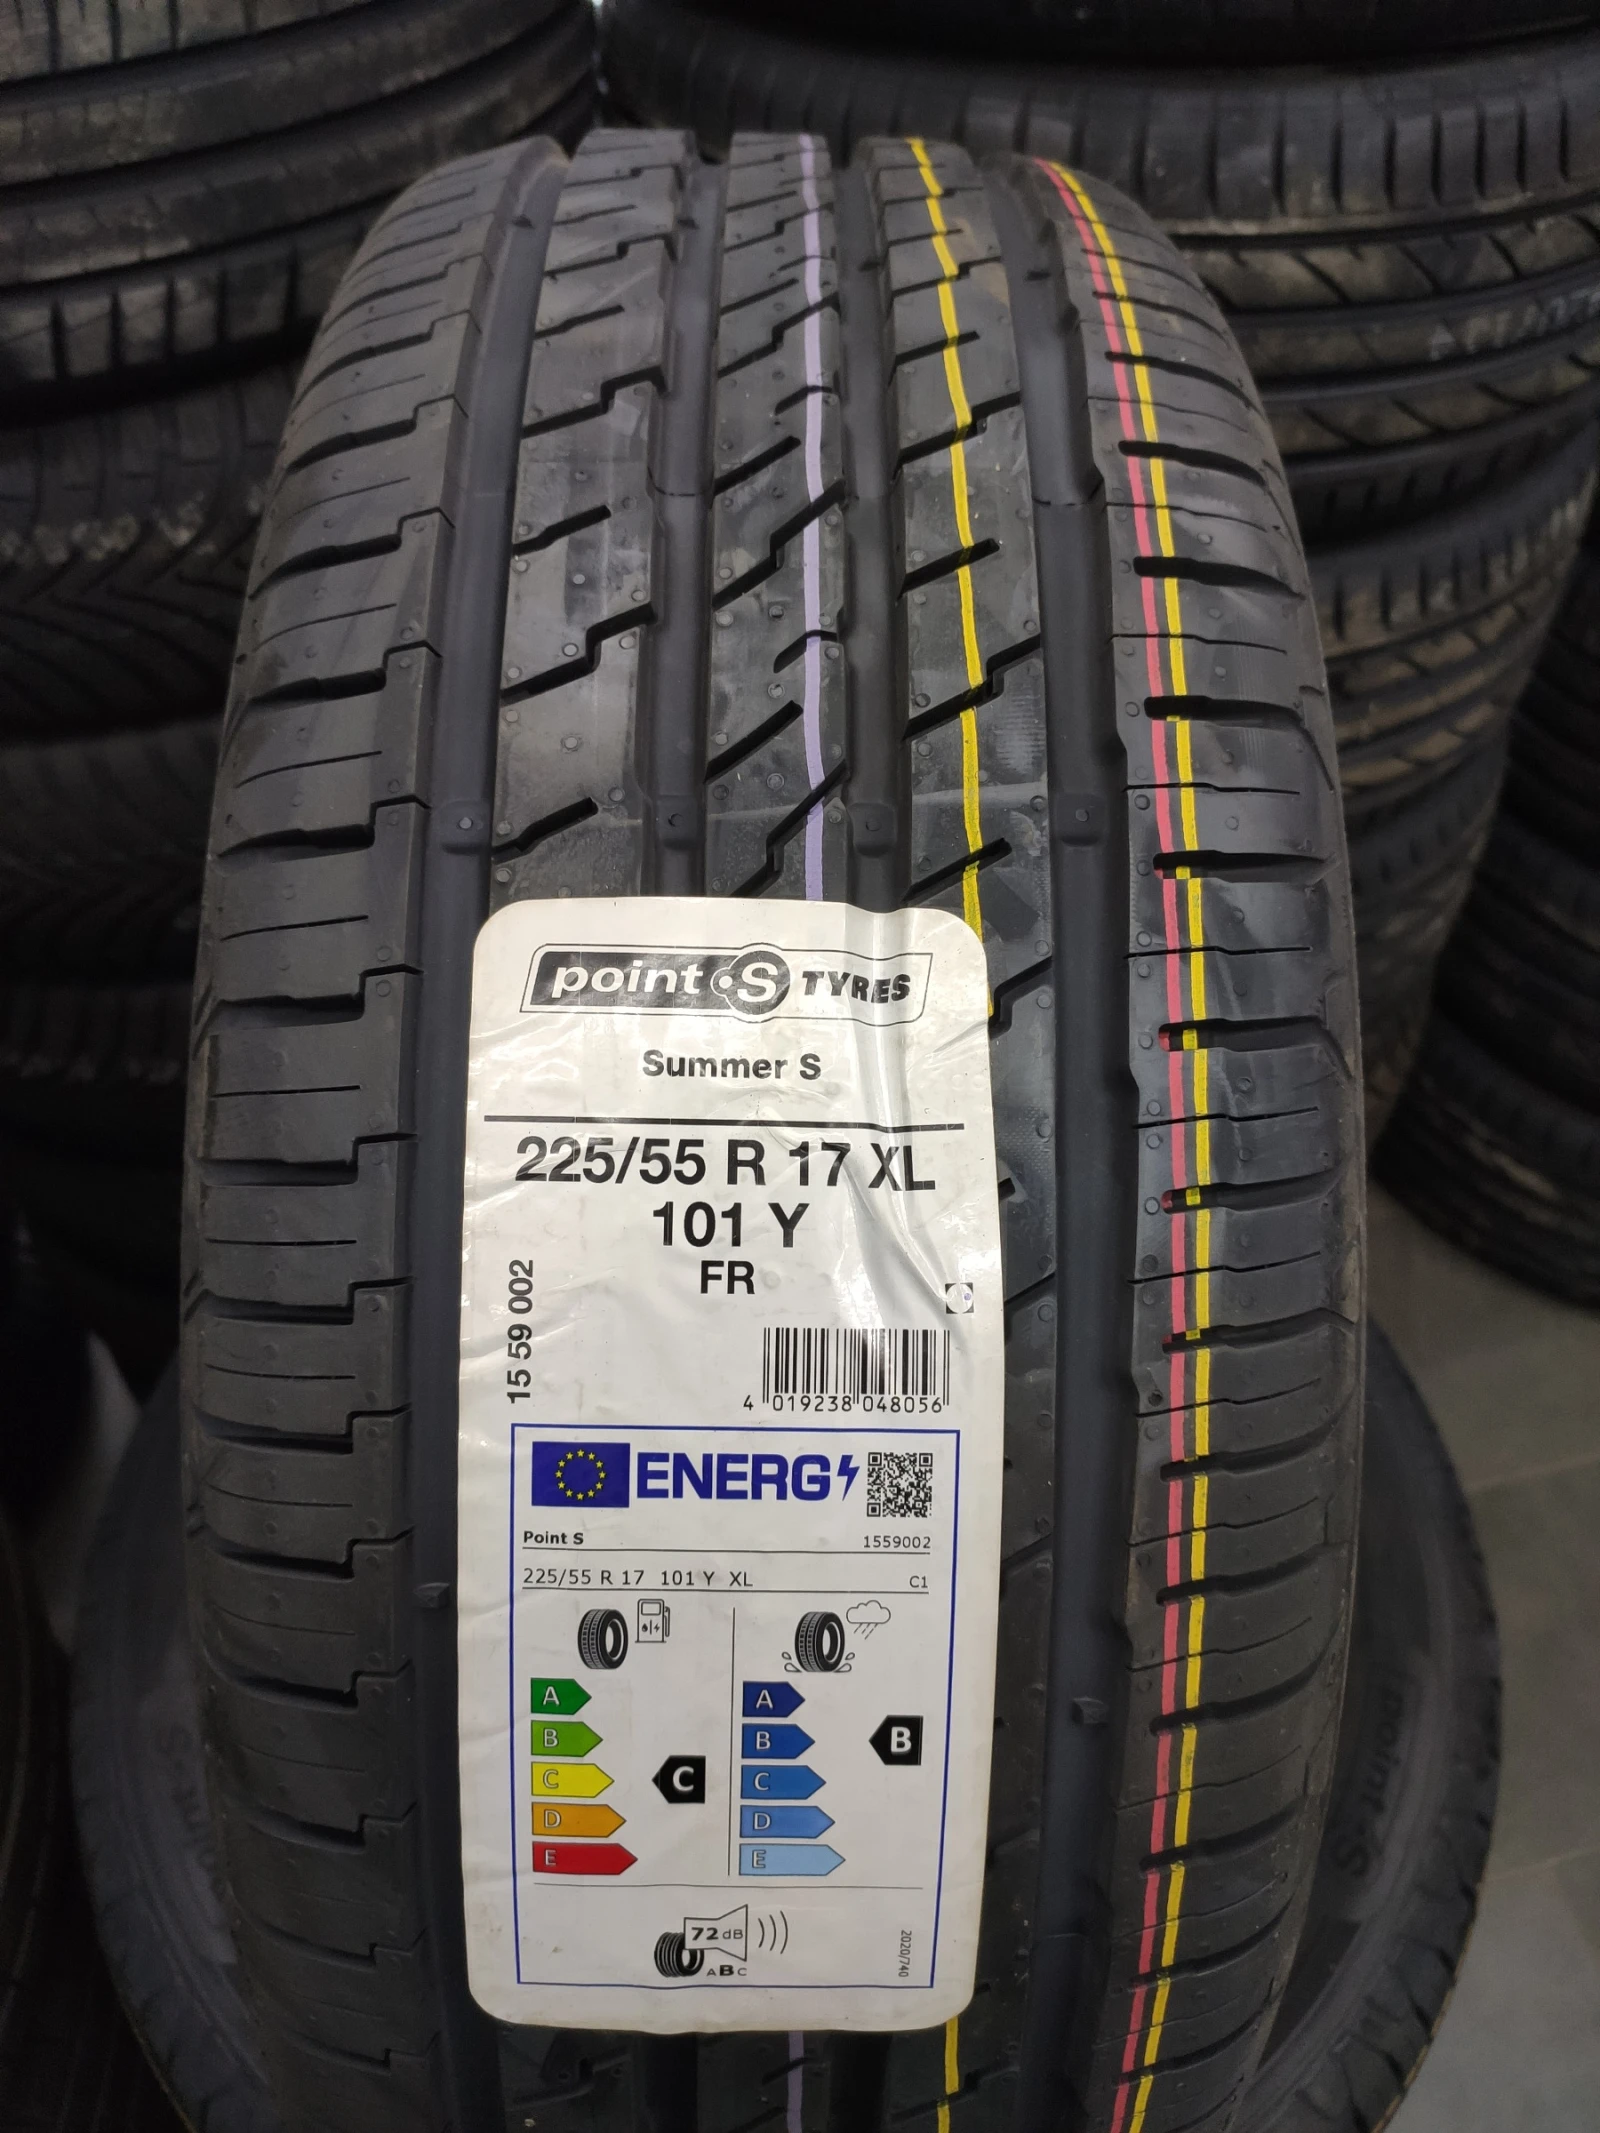 point S TYRES
Summer S
225/55 R 17 XL
101 Y
FR
15 59 002
4 019238 048056
ENERG
Point S 1559002
225/55 R 17 101 Y XL C1
A A
B B B
C C C
D D
E E
72 dB
ABC
2020/740
point-S